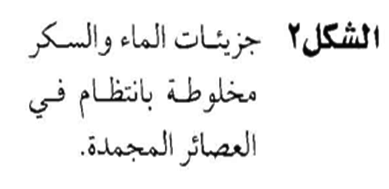 الشكل٢ جزيئات الماء والسكر
مخلوطة بانتظام في
العصائر المجمدة.